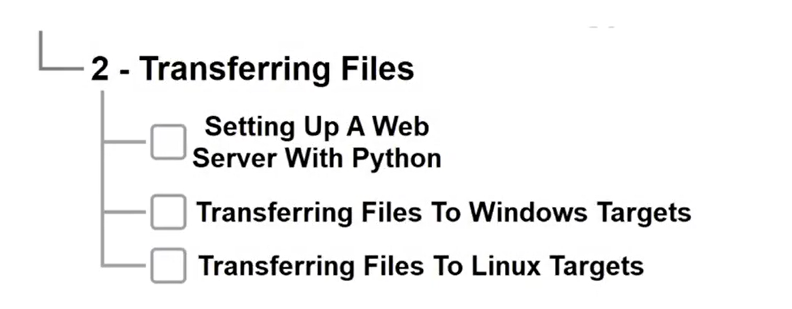 2 - Transferring Files
Setting Up A Web
Server With Python
Transferring Files To Windows Targets
Transferring Files To Linux Targets